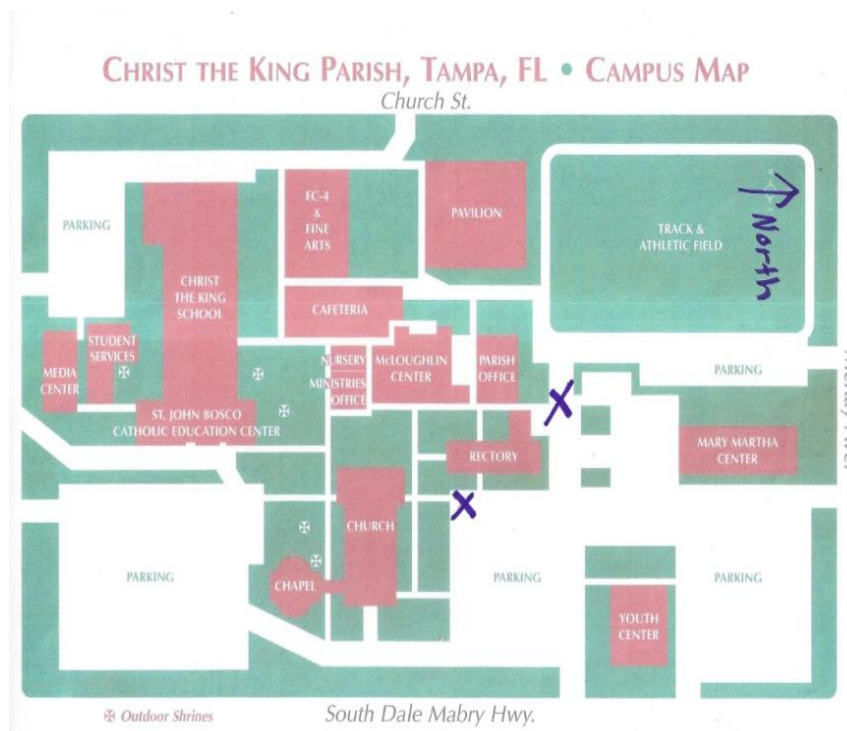 CHRIST THE KING PARISH, TAMPA, FL • CAMPUS MAP
Church St.
PARKING
EC-4
&
FINE
ARTS
PAVILION
TRACK &
ATHLETIC FIELD
North
CHRIST
THE KING
SCHOOL
CAFETERIA
STUDENT
SERVICES
MEDIA
CENTER
NURSERY
MINISTRIES
OFFICE
MCLOUGHLIN
CENTER
PARISH
OFFICE
PARKING
X
ST. JOHN BOSCO
CATHOLIC EDUCATION CENTER
RECTORY
MARY MARTHA
CENTER
X
CHURCH
CHAPEL
PARKING
PARKING
PARKING
YOUTH
CENTER
✠ Outdoor Shrines
South Dale Mabry Hwy.